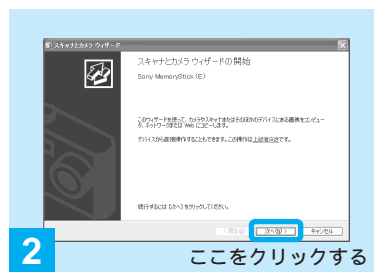 スキャナとカメラ ウィザード
スキャナとカメラ ウィザードの開始
Sony MemoryStick (E)
このウィザードを使って、カメラやスキャナまたはそのほかのデバイスにある画像をコンピュー
タ、ネットワークまたは Web にコピーします。
デバイスから直接操作することもできます。この操作は上級者向きです。
続行するには [次へ] をクリックしてください。
< 戻る(B)
次へ(N) >
キャンセル
2
ここをクリックする